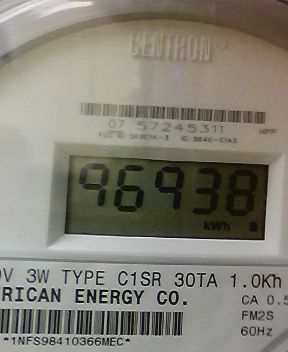 CENTRON
07 57245311
96938
kWh
0V 3W TYPE C1SR 30TA 1.0Kh
RICAN ENERGY CO.
CA 0.5
FM2S
60Hz
*1NFS98410366MEC*